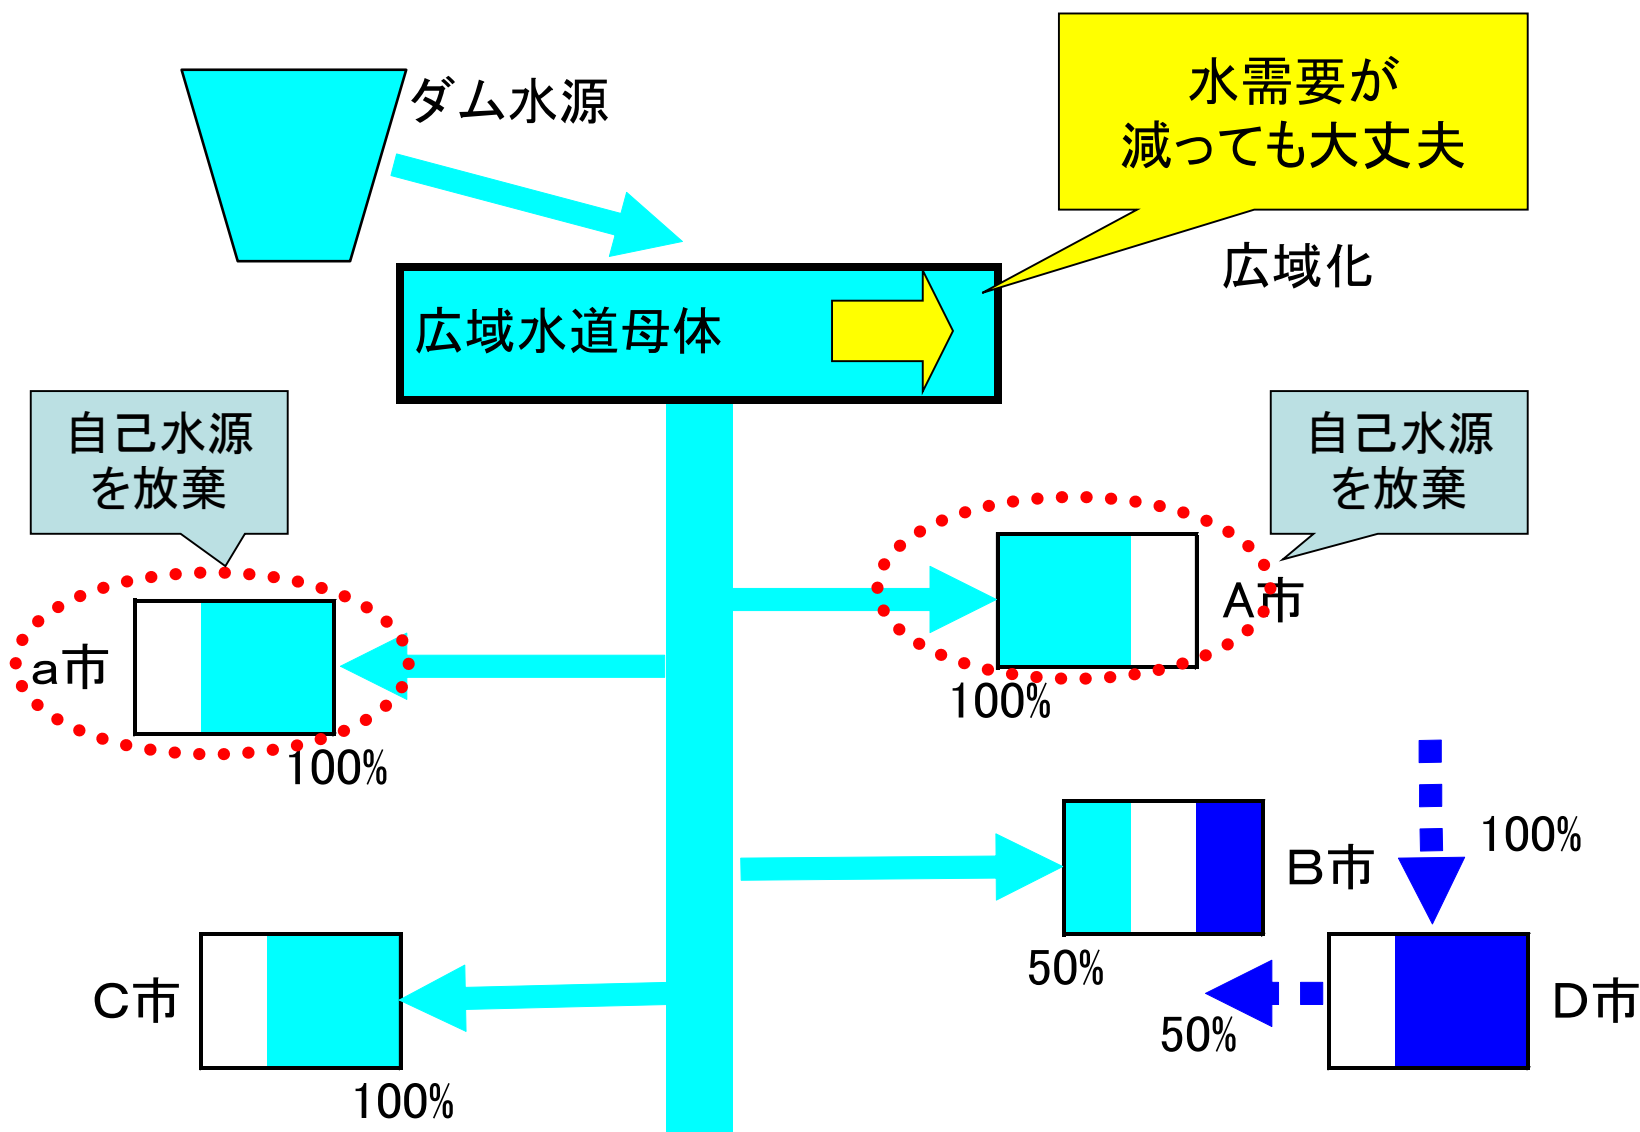 ダム水源
水需要が
減っても大丈夫
広域化
広域水道母体
自己水源
を放棄
自己水源
を放棄
A市
100%
a市
100%
B市
50%
100%
C市
100%
D市
50%